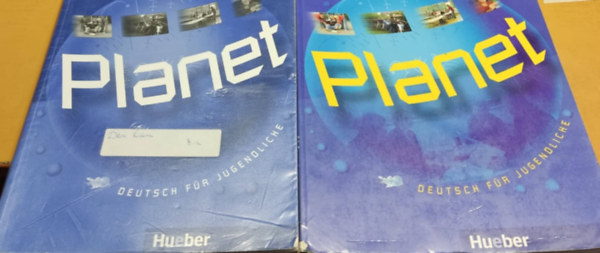 Planet
DEUTSCH FÜR JUGENDLICHE
Hueber
Planet
DEUTSCH FÜR JUGENDLICHE
Hueber